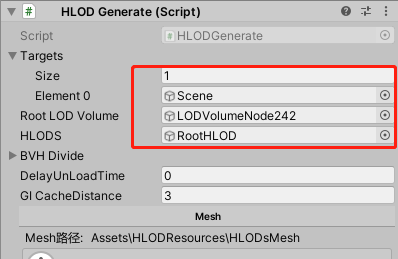 HLOD Generate (Script)
Script HLODGenerate
Targets
Size 1
Element 0 Scene
Root LOD Volume LODVolumeNode242
HLODS RootHLOD
BVH Divide
DelayUnLoadTime 0
GI CacheDistance 3
Mesh
Mesh路径: Assets\HLODResources\HLODsMesh